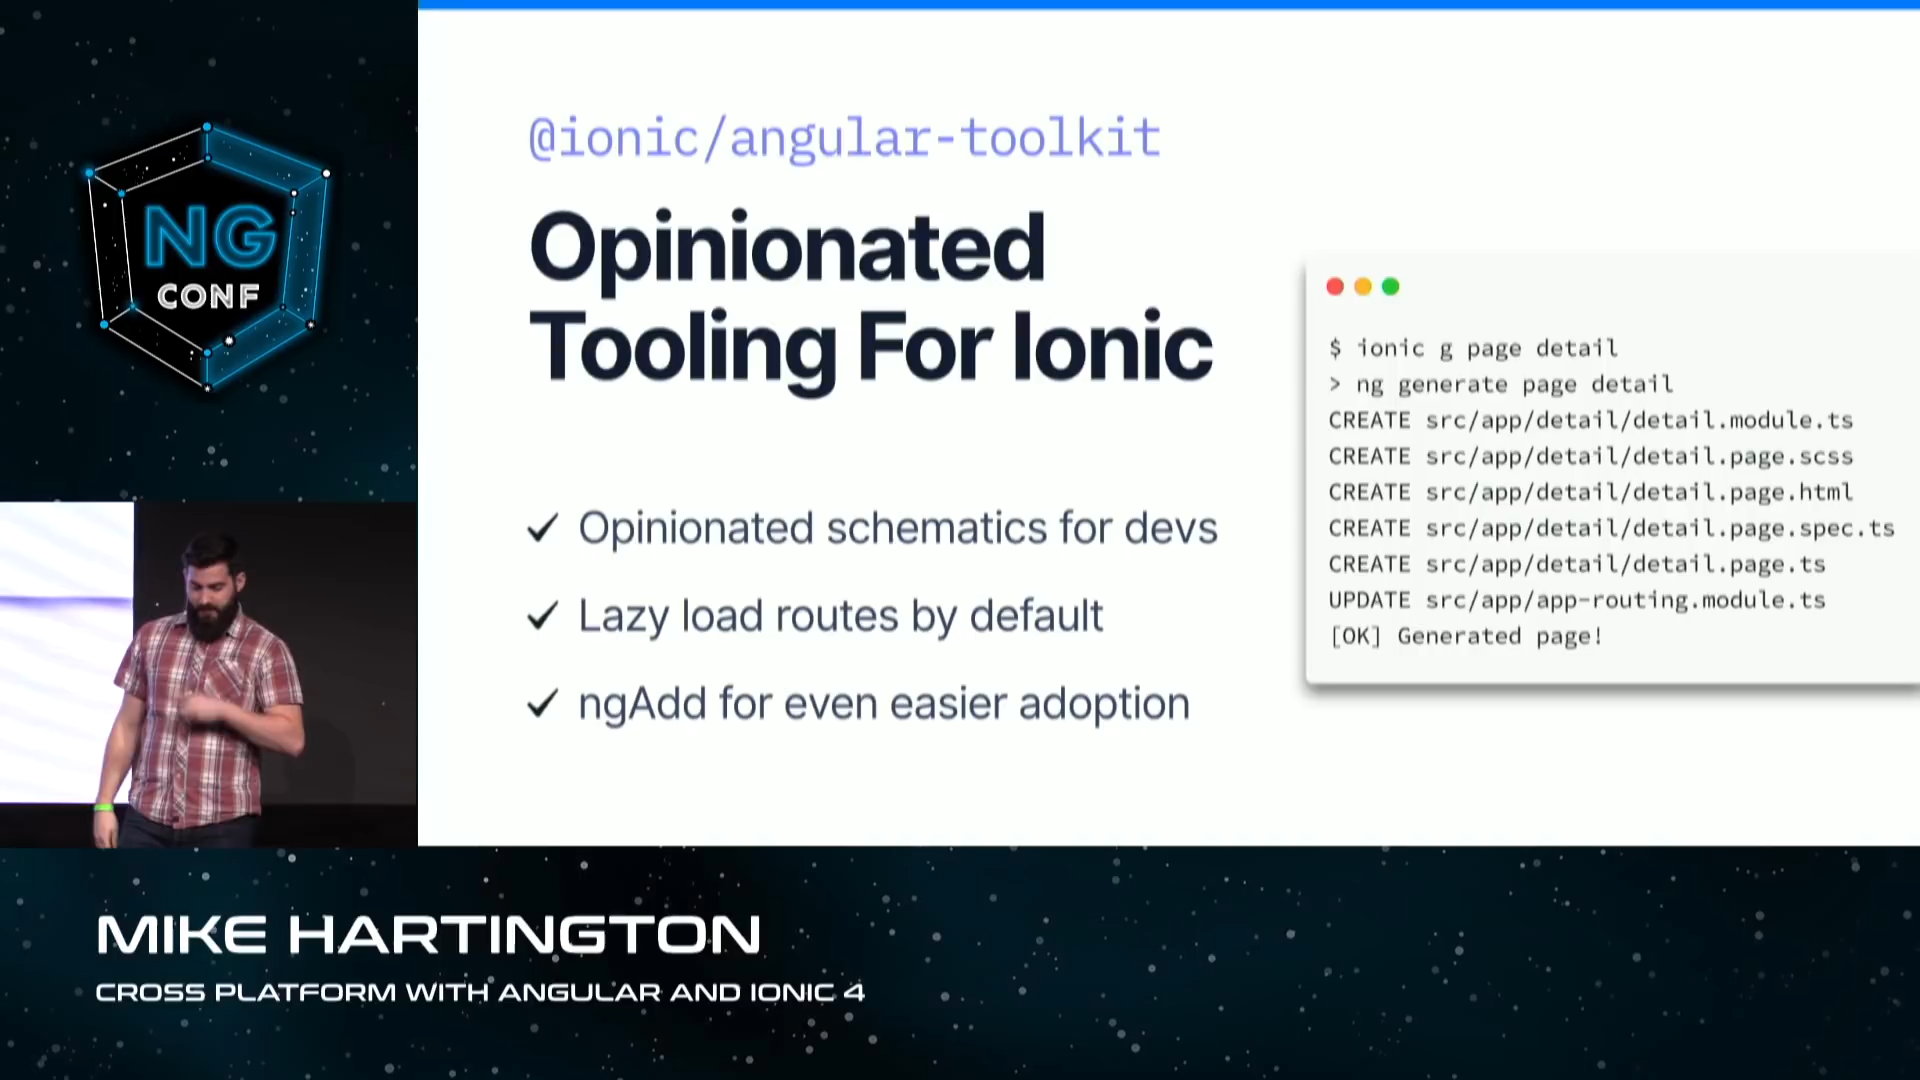 NG
CONF
@ionic/angular-toolkit
Opinionated
Tooling For Ionic
✓ Opinionated schematics for devs
✓ Lazy load routes by default
✓ ngAdd for even easier adoption
$ ionic g page detail
> ng generate page detail
CREATE src/app/detail/detail.module.ts
CREATE src/app/detail/detail.page.scss
CREATE src/app/detail/detail.page.html
CREATE src/app/detail/detail.page.spec.ts
CREATE src/app/detail/detail.page.ts
UPDATE src/app/app-routing.module.ts
[OK] Generated page!
MIKE HARTINGTON
CROSS PLATFORM WITH ANGULAR AND IONIC 4